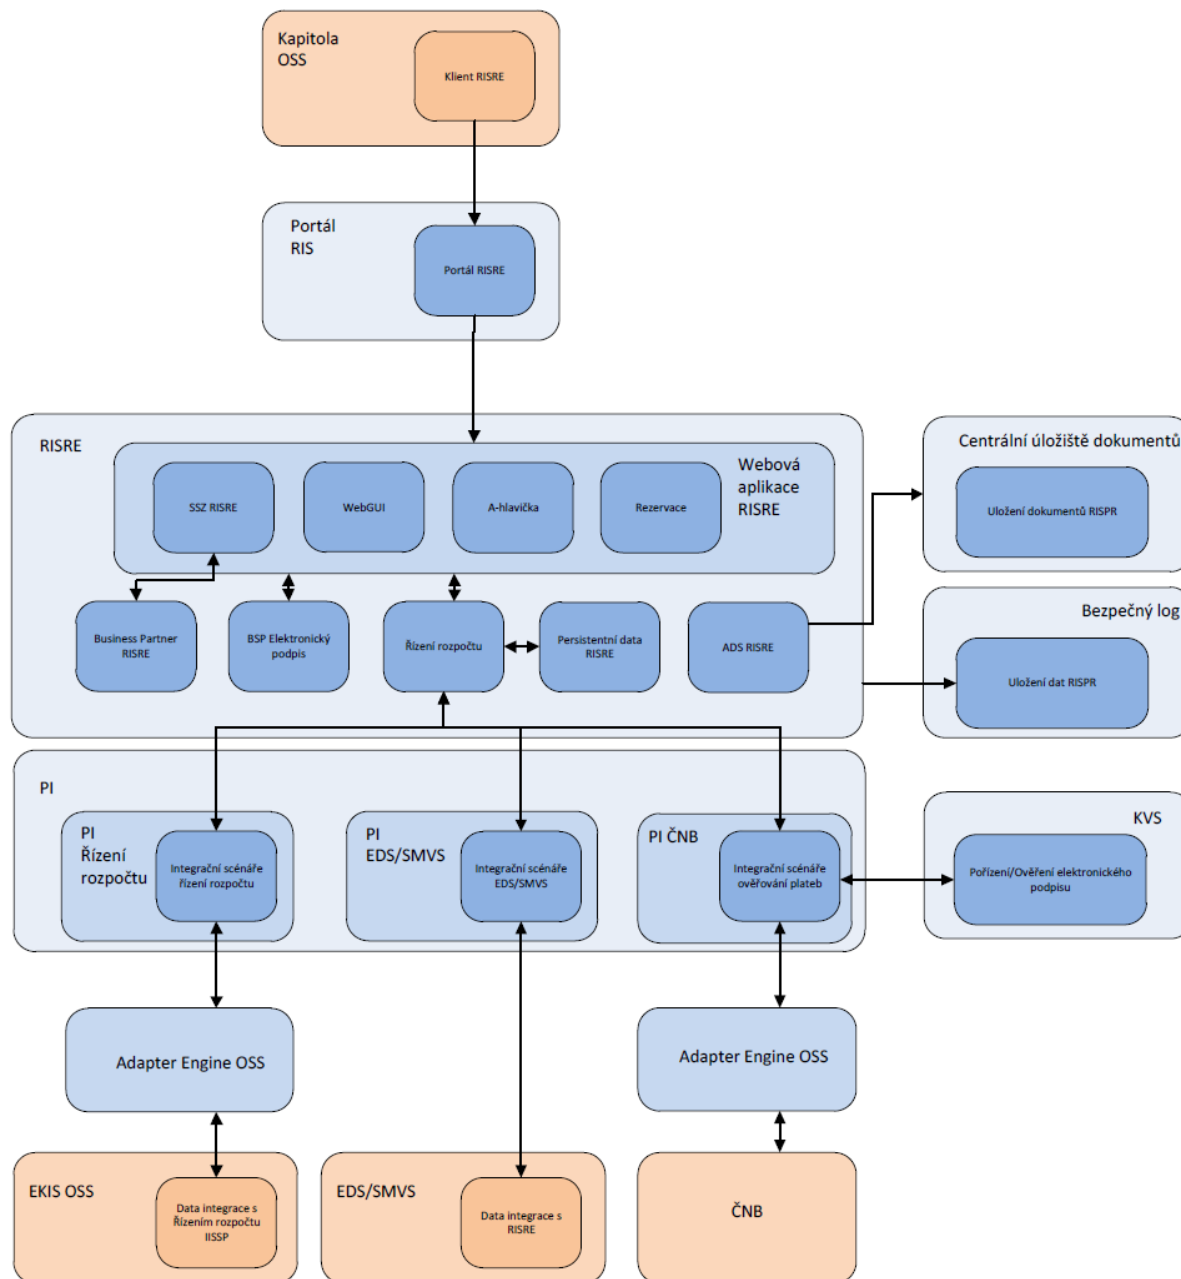 Kapitola
OSS
Klient RISRE
Portál
RIS
Portál RISRE
RISRE
Webová
aplikace
RISRE
SSZ RISRE
WebGUI
A-hlavička
Rezervace
Business Partner
RISRE
BSP Elektronický
podpis
Řízení rozpočtu
Persistentní data
RISRE
ADS RISRE
Centrální úložiště dokumentů
Uložení dokumentů RISPR
Bezpečný log
Uložení dat RISPR
PI
PI
Řízení
rozpočtu
Integrační scénáře
řízení rozpočtu
PI
EDS/SMVS
Integrační scénáře
EDS/SMVS
PI ČNB
Integrační scénáře
ověřování plateb
KVS
Pořízení/Ověření elektronického
podpisu
Adapter Engine OSS
Adapter Engine OSS
EKIS OSS
Data integrace s
Řízením rozpočtu
IISSP
EDS/SMVS
Data integrace s
RISRE
ČNB